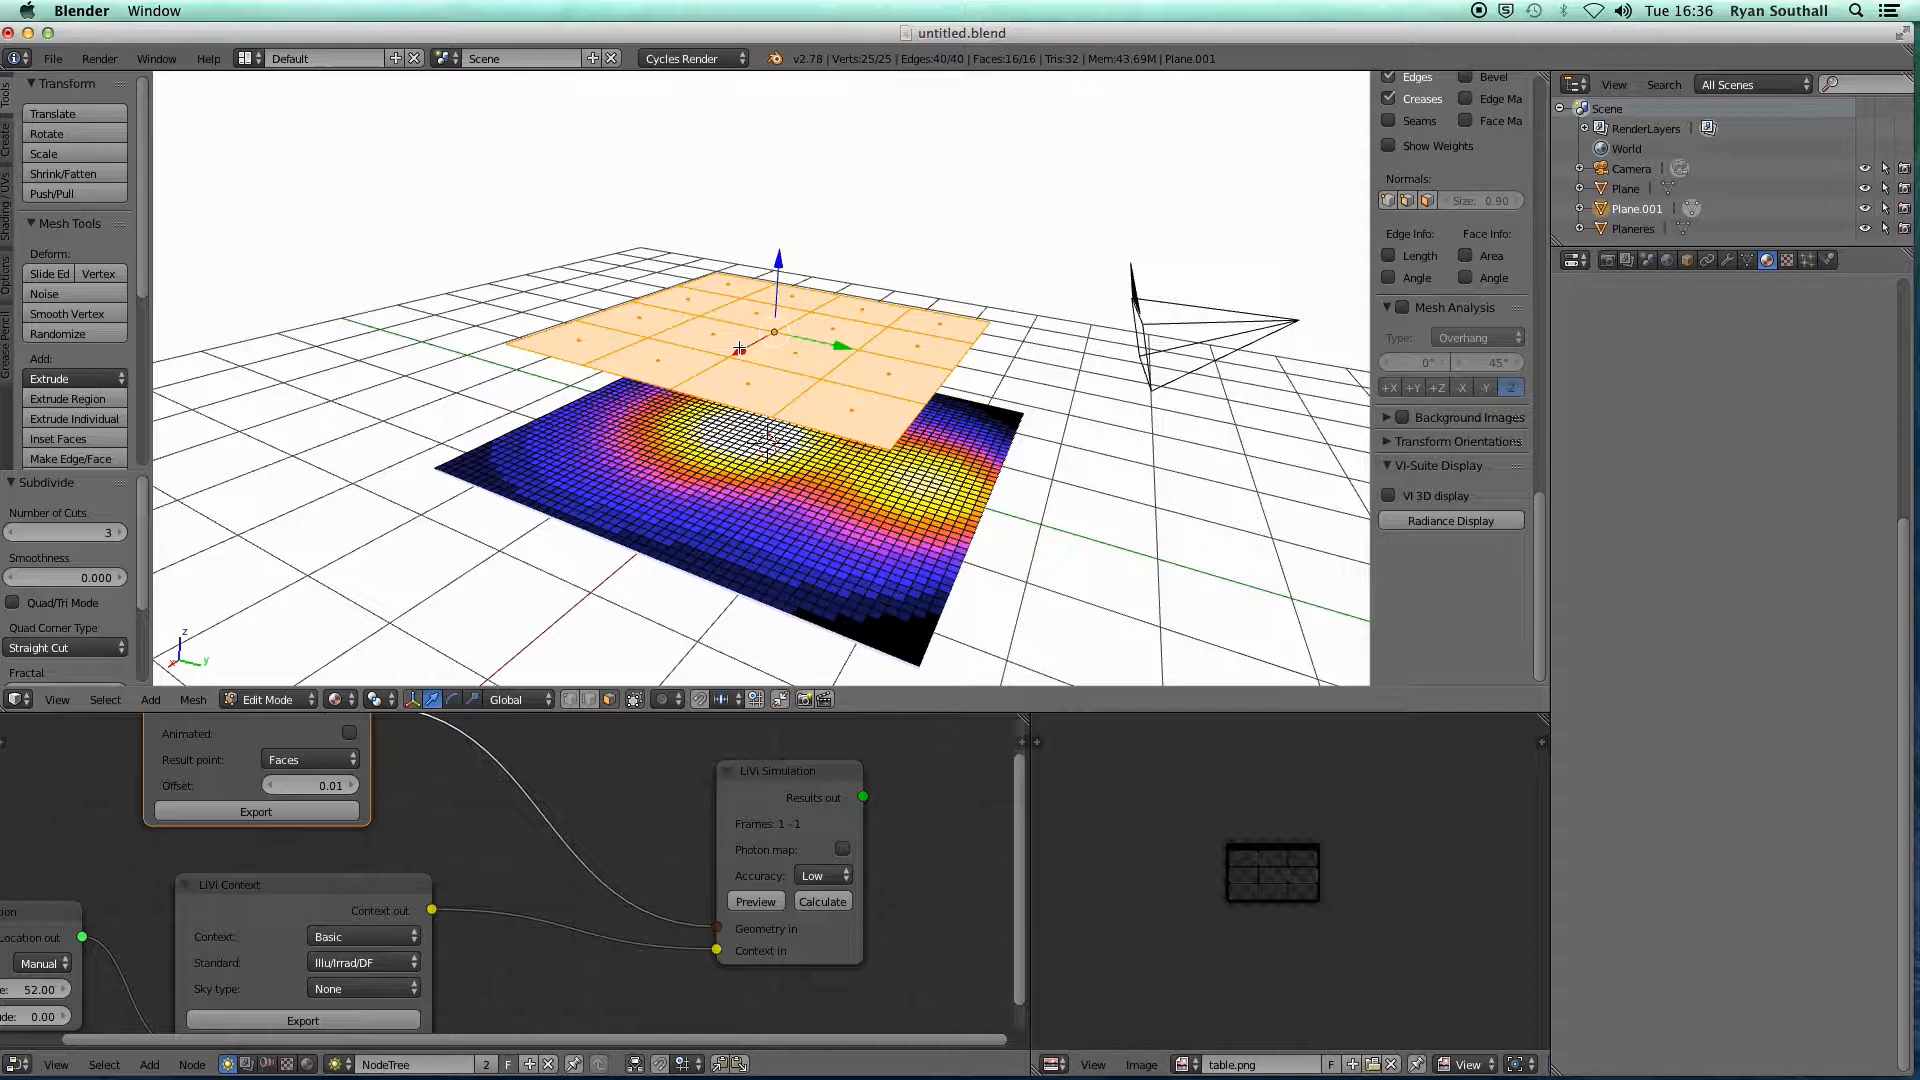 Blender Window Tue 16:36 Ryan Southall
untitled.blend
File Render Window Help Default Scene Cycles Render v2.78 | Verts:25/25 | Edges:40/40 | Faces:16/16 | Tris:32 | Mem:43.69M | Plane.001
Tools
Create
Shading / UVs
Options
Grease Pencil
Transform
Translate
Rotate
Scale
Shrink/Fatten
Push/Pull
Mesh Tools
Deform:
Slide Ed Vertex
Noise
Smooth Vertex
Randomize
Add:
Extrude
Extrude Region
Extrude Individual
Inset Faces
Make Edge/Face
Subdivide
Number of Cuts
3
Smoothness
0.000
Quad/Tri Mode
Quad Corner Type
Straight Cut
Fractal
z
x y
Edges Bevel
Creases Edge Ma
Seams Face Ma
Show Weights
Normals:
Size: 0.90
Edge Info: Face Info:
Length Area
Angle Angle
Mesh Analysis
Type: Overhang
0° 45°
+X +Y +Z -X -Y -Z
Background Images
Transform Orientations
VI-Suite Display
VI 3D display
Radiance Display
View Search All Scenes
Scene
RenderLayers
World
Camera
Plane
Plane.001
Planeres
View Select Add Mesh Edit Mode Global
Animated:
Result point: Faces
Offset: 0.01
Export
LiVi Simulation
Results out
Frames: 1 - 1
Photon map:
Accuracy: Low
Preview Calculate
Geometry in
Context in
LiVi Context
Context out
Context: Basic
Standard: Illu/Irrad/DF
Sky type: None
Export
tion
Location out
Manual
e: 52.00
ude: 0.00
View Select Add Node NodeTree 2 F
View Image table.png F View